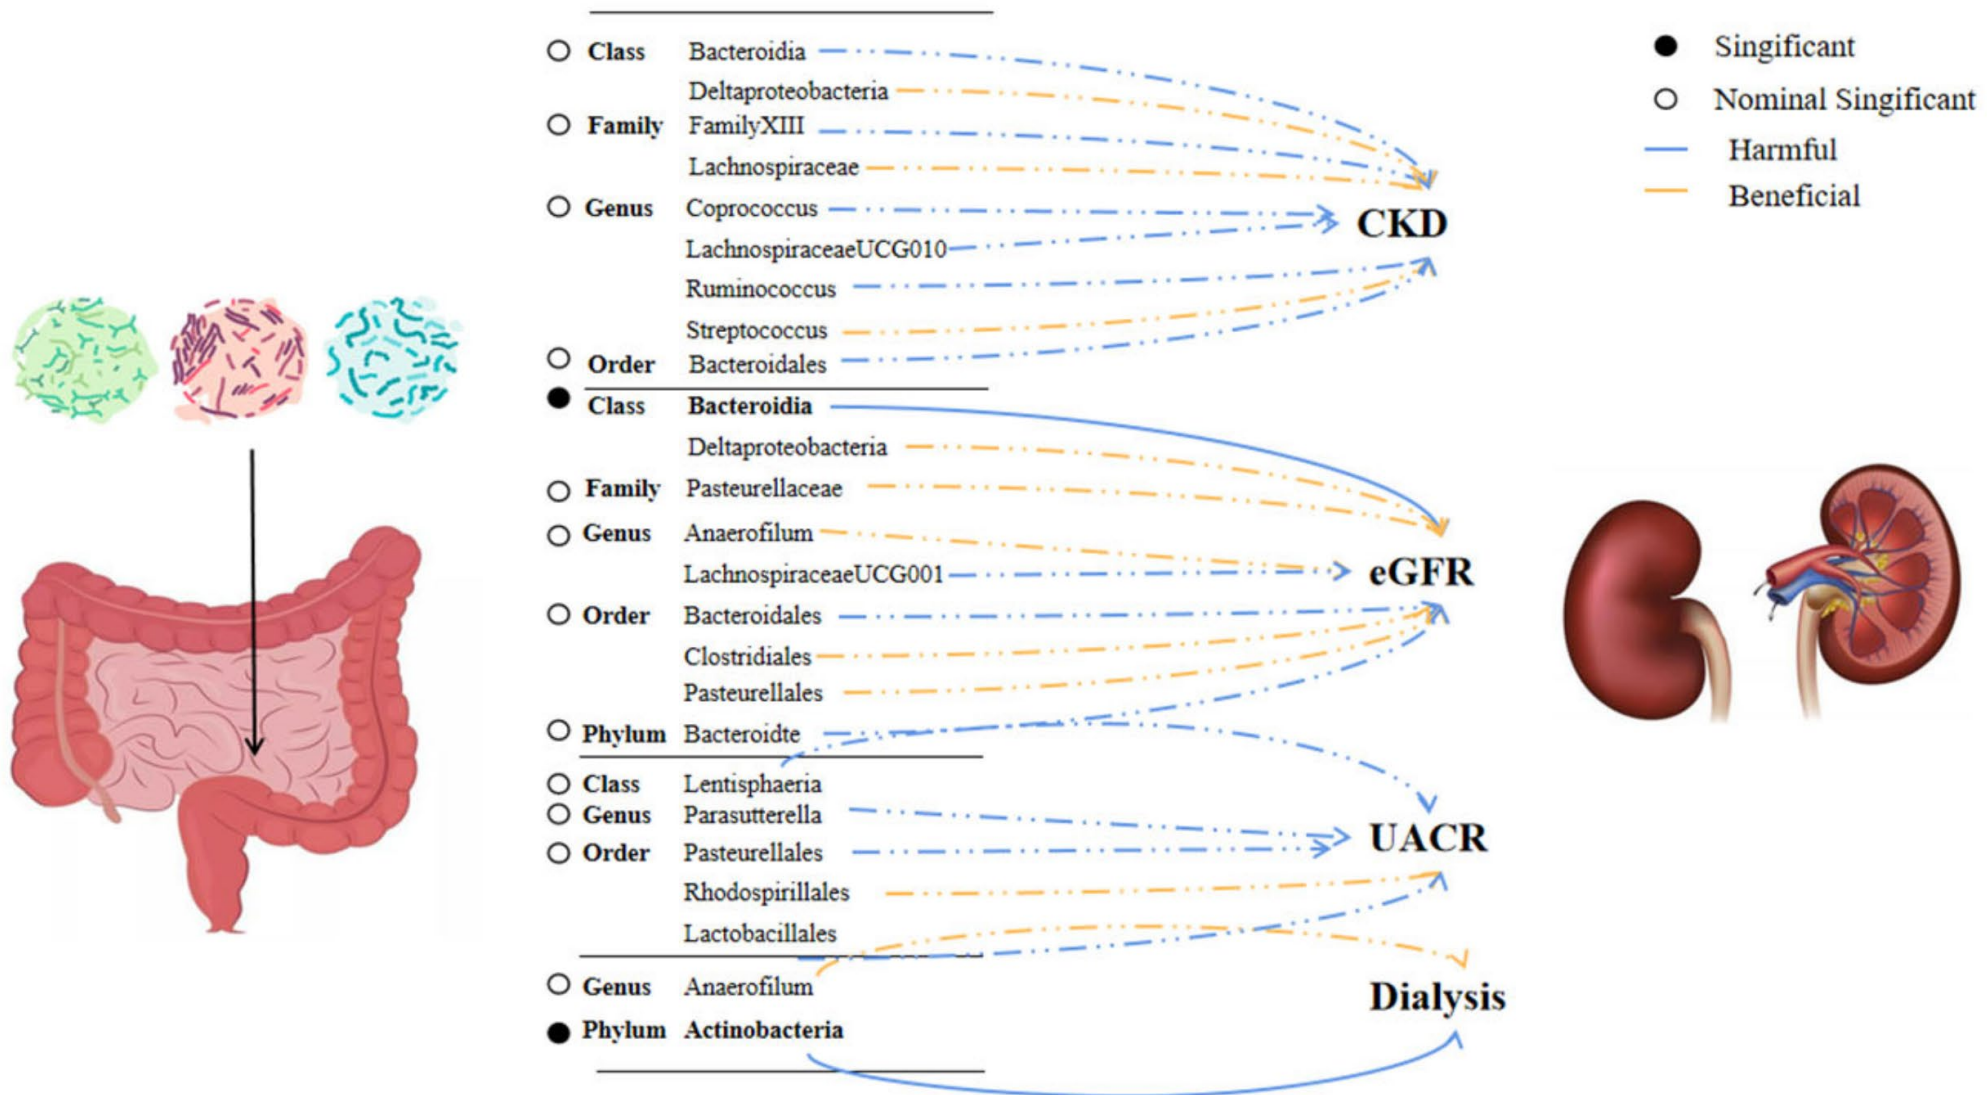 Class Bacteroidia
Deltaproteobacteria
Family FamilyXIII
Lachnospiraceae
Genus Coprococcus
LachnospiraceaeUCG010
Ruminococcus
Streptococcus
Order Bacteroidales
CKD
Class Bacteroidia
Deltaproteobacteria
Family Pasteurellaceae
Genus Anaerofilum
LachnospiraceaeUCG001
Order Bacteroidales
Clostridiales
Pasteurellales
Phylum Bacteroidte
eGFR
Class Lentisphaeria
Genus Parasutterella
Order Pasteurellales
Rhodospirillales
Lactobacillales
UACR
Genus Anaerofilum
Phylum Actinobacteria
Dialysis
Singificant
Nominal Singificant
Harmful
Beneficial